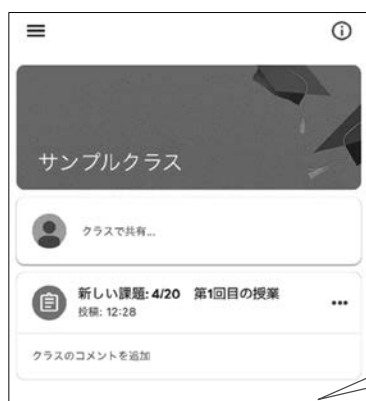 サンプルクラス
クラスで共有...
新しい課題: 4/20　第1回目の授業
投稿: 12:28
クラスのコメントを追加